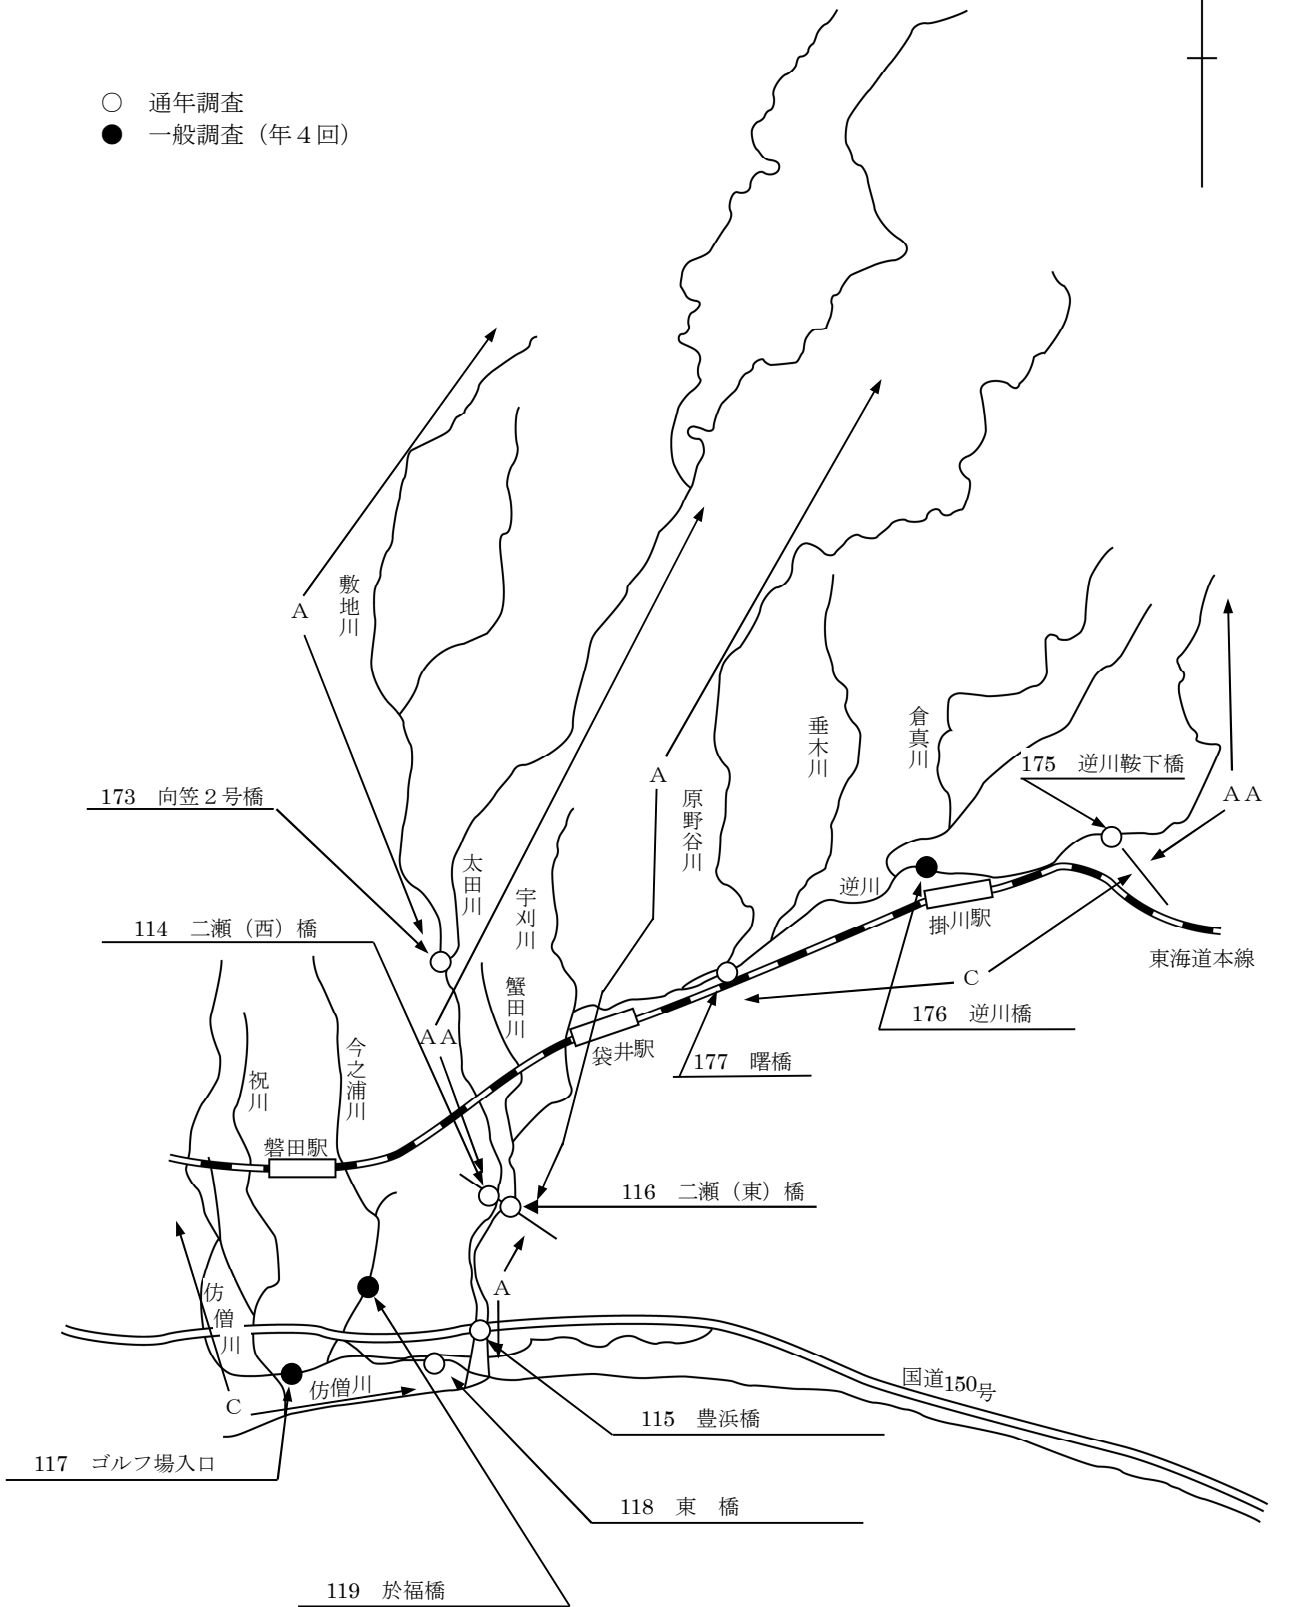 ○　通年調査
●　一般調査（年４回）
A
敷地川
175　逆川鞍下橋
垂木川
倉真川
A
原野谷川
AA
173　向笠２号橋
太田川
宇刈川
逆川
114　二瀬（西）橋
掛川駅
東海道本線
C
蟹田川
176　逆川橋
AA
今之浦川
袋井駅
177　曙橋
祝川
磐田駅
116　二瀬（東）橋
A
仿僧川
国道150号
仿僧川
C
115　豊浜橋
117　ゴルフ場入口
118　東　橋
119　於福橋